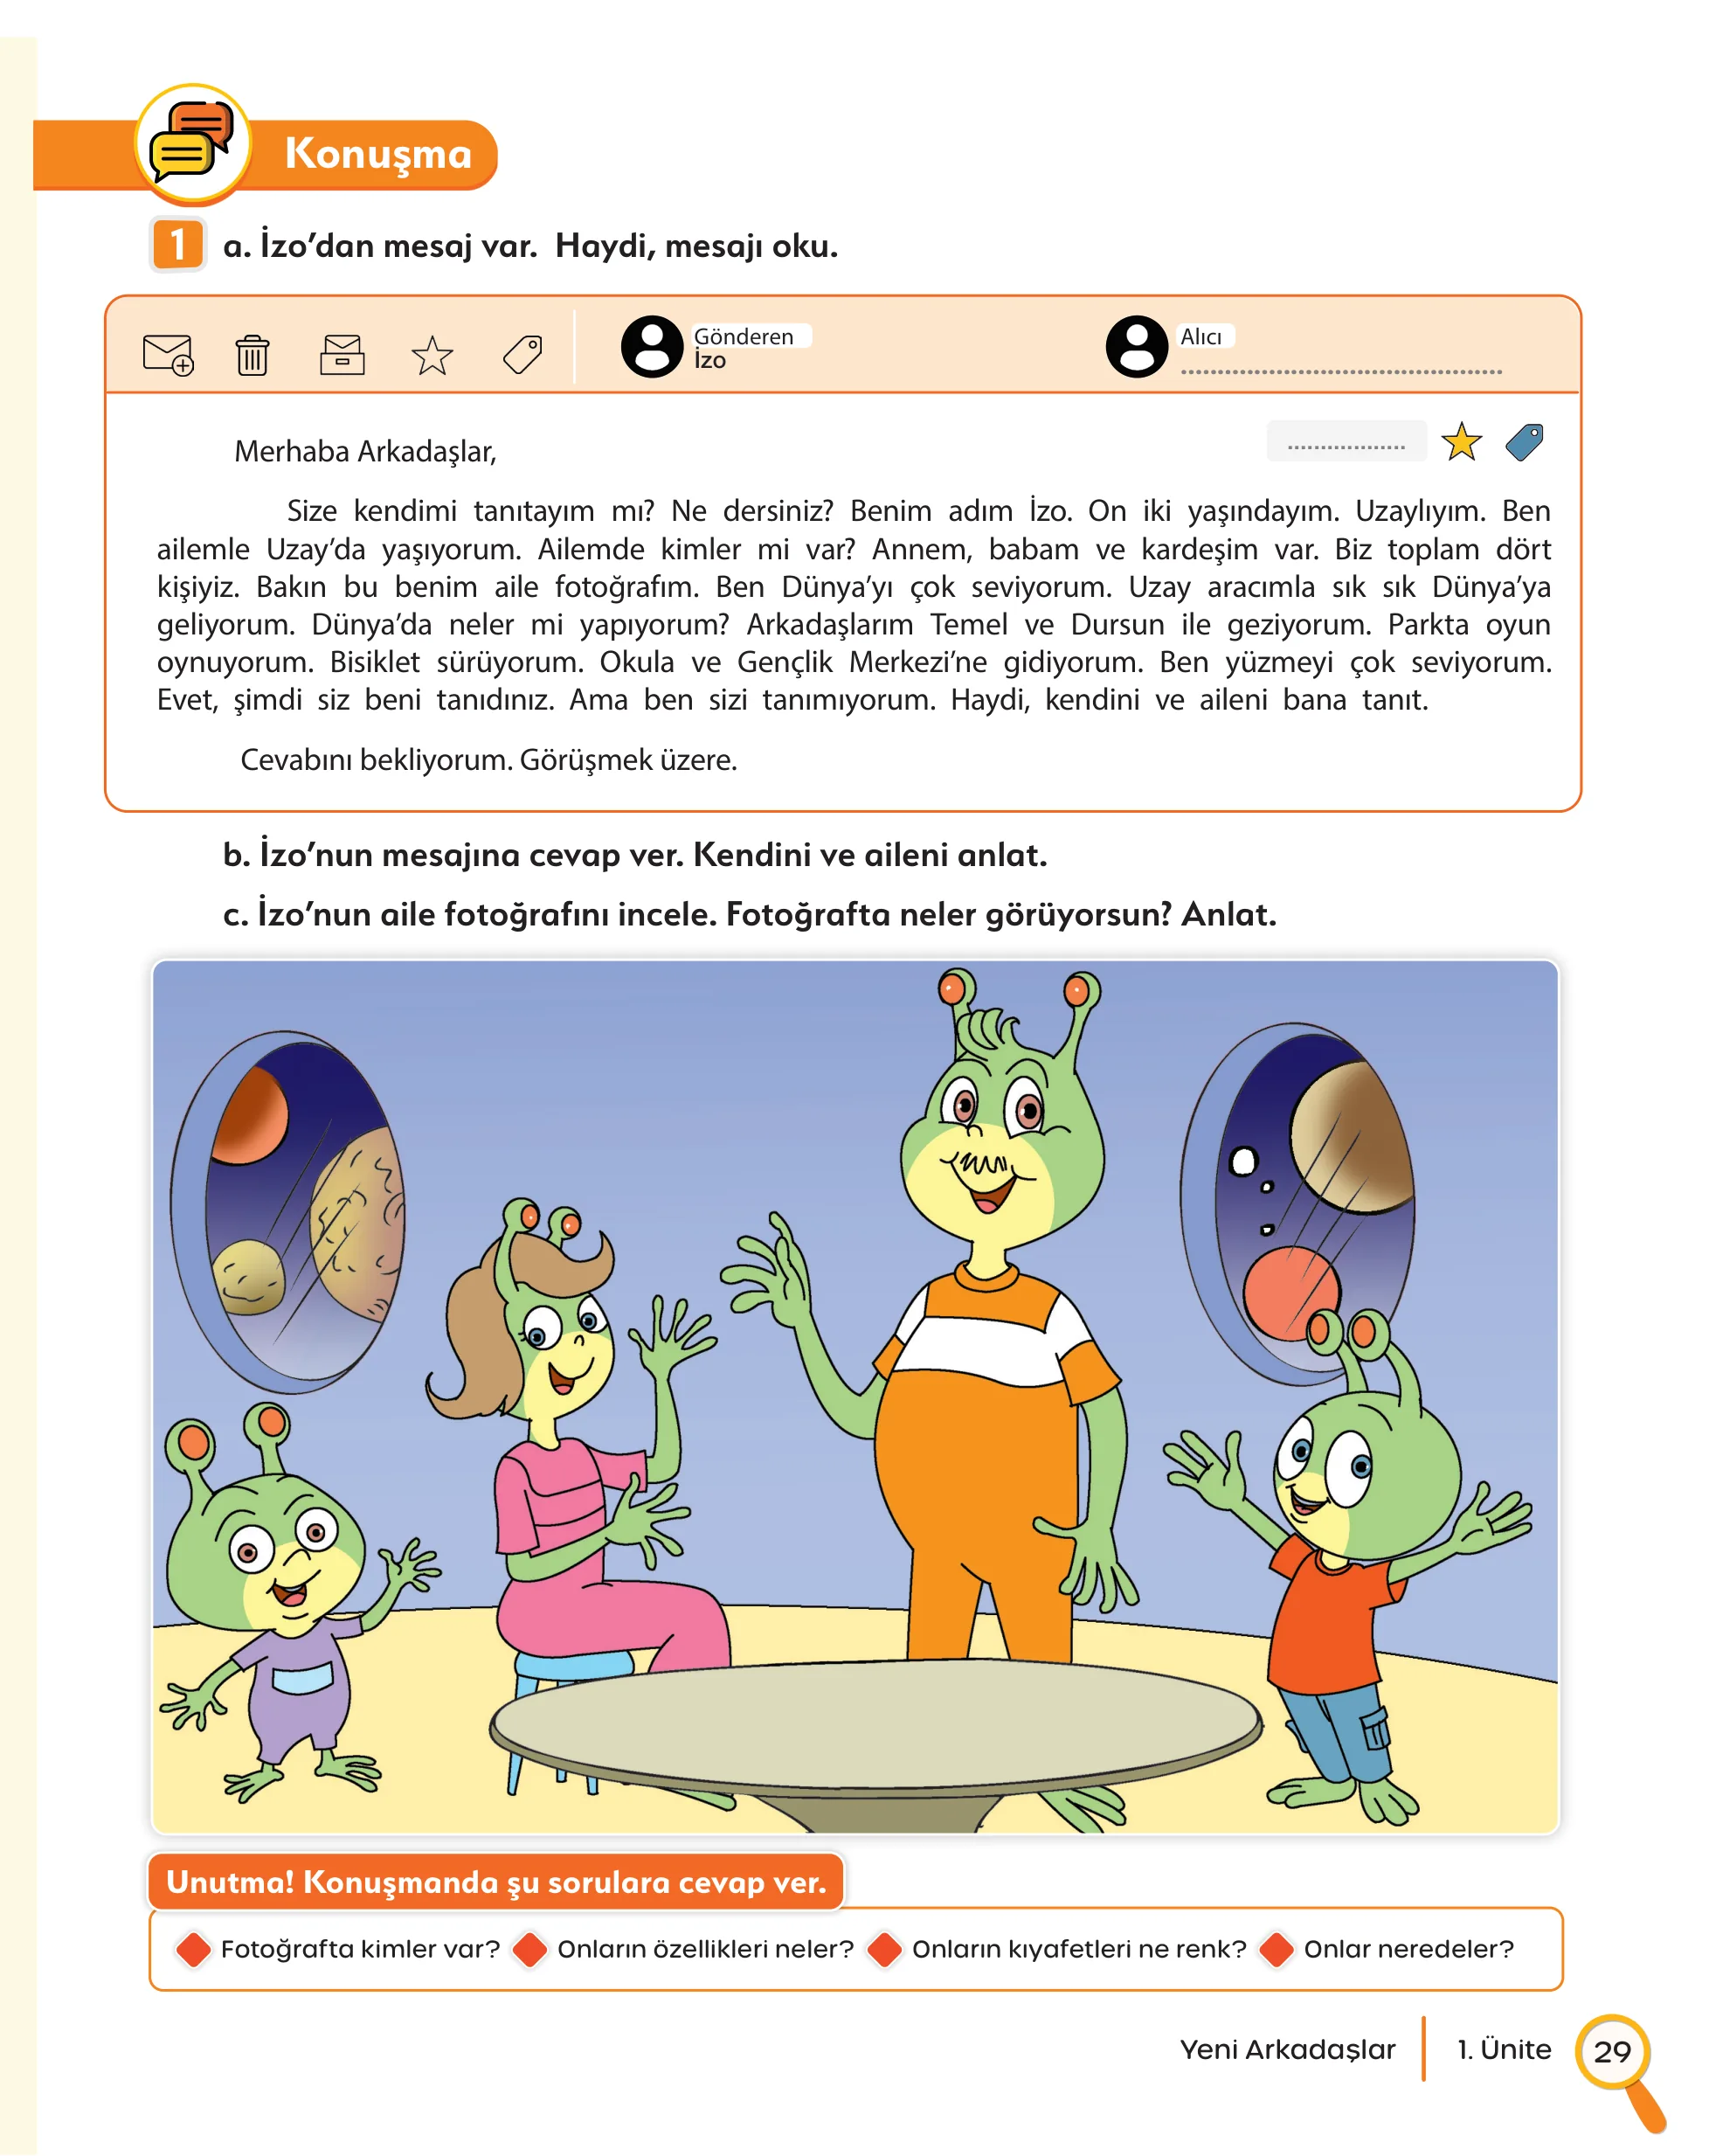 Konuşma
1 a. İzo’dan mesaj var. Haydi, mesajı oku.
Gönderen
İzo
Alıcı
............................................
Merhaba Arkadaşlar,
..................
Size kendimi tanıtayım mı? Ne dersiniz? Benim adım İzo. On iki yaşındayım. Uzaylıyım. Ben
ailemle Uzay’da yaşıyorum. Ailemde kimler mi var? Annem, babam ve kardeşim var. Biz toplam dört
kişiyiz. Bakın bu benim aile fotoğrafım. Ben Dünya’yı çok seviyorum. Uzay aracımla sık sık Dünya’ya
geliyorum. Dünya’da neler mi yapıyorum? Arkadaşlarım Temel ve Dursun ile geziyorum. Parkta oyun
oynuyorum. Bisiklet sürüyorum. Okula ve Gençlik Merkezi’ne gidiyorum. Ben yüzmeyi çok seviyorum.
Evet, şimdi siz beni tanıdınız. Ama ben sizi tanımıyorum. Haydi, kendini ve aileni bana tanıt.
Cevabını bekliyorum. Görüşmek üzere.
b. İzo’nun mesajına cevap ver. Kendini ve aileni anlat.
c. İzo’nun aile fotoğrafını incele. Fotoğrafta neler görüyorsun? Anlat.
Unutma! Konuşmanda şu sorulara cevap ver.
Fotoğrafta kimler var? Onların özellikleri neler? Onların kıyafetleri ne renk? Onlar neredeler?
Yeni Arkadaşlar 1. Ünite 29